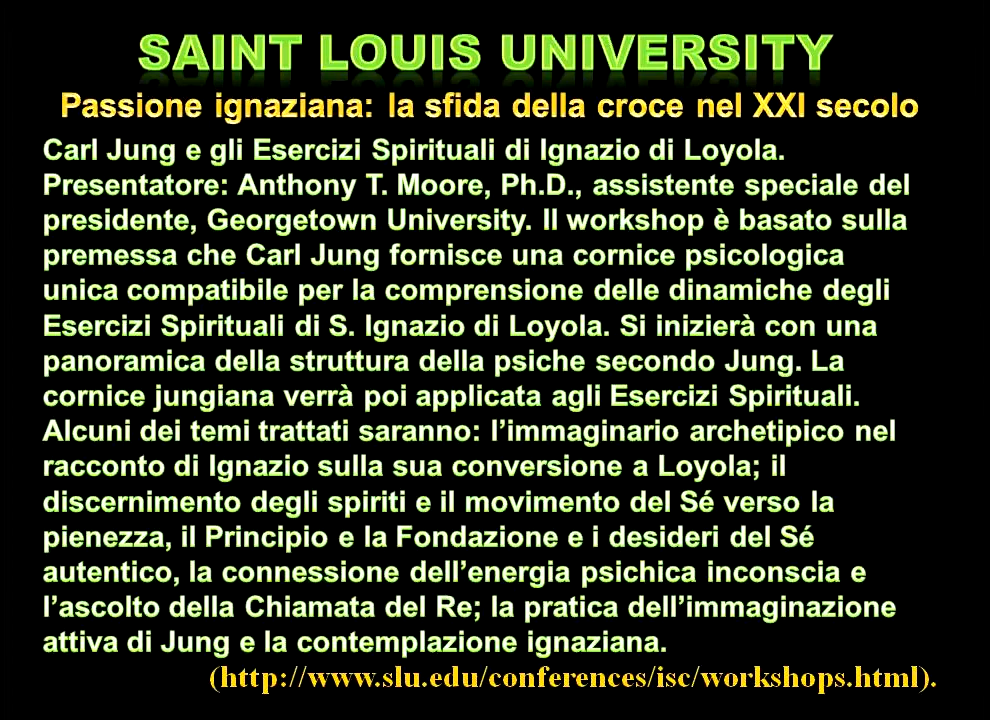 SAINT LOUIS UNIVERSITY
Passione ignaziana: la sfida della croce nel XXI secolo
Carl Jung e gli Esercizi Spirituali di Ignazio di Loyola.
Presentatore: Anthony T. Moore, Ph.D., assistente speciale del
presidente, Georgetown University. Il workshop è basato sulla
premessa che Carl Jung fornisce una cornice psicologica
unica compatibile per la comprensione delle dinamiche degli
Esercizi Spirituali di S. Ignazio di Loyola. Si inizierà con una
panoramica della struttura della psiche secondo Jung. La
cornice jungiana verrà poi applicata agli Esercizi Spirituali.
Alcuni dei temi trattati saranno: l’immaginario archetipico nel
racconto di Ignazio sulla sua conversione a Loyola; il
discernimento degli spiriti e il movimento del Sé verso la
pienezza, il Principio e la Fondazione e i desideri del Sé
autentico, la connessione dell’energia psichica inconscia e
l’ascolto della Chiamata del Re; la pratica dell’immaginazione
attiva di Jung e la contemplazione ignaziana.
(http://www.slu.edu/conferences/isc/workshops.html).